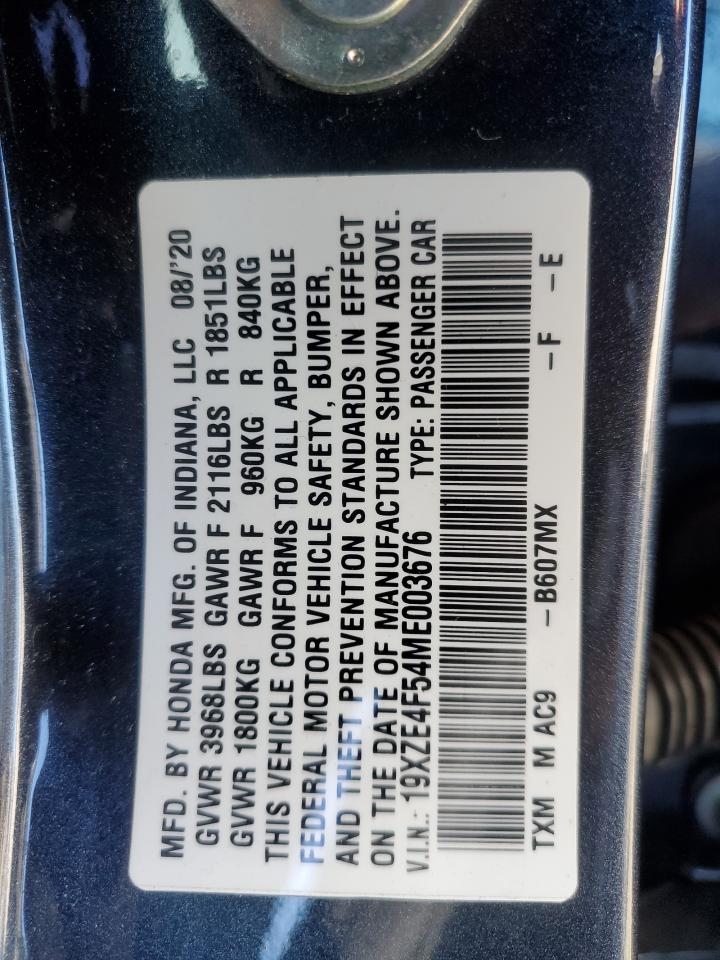 MFD. BY HONDA MFG. OF INDIANA, LLC 08/'20
GVWR 3968LBS GAWR F 2116LBS R 1851LBS
GVWR 1800KG GAWR F 960KG R 840KG
THIS VEHICLE CONFORMS TO ALL APPLICABLE
FEDERAL MOTOR VEHICLE SAFETY, BUMPER,
AND THEFT PREVENTION STANDARDS IN EFFECT
ON THE DATE OF MANUFACTURE SHOWN ABOVE.
V.I.N.: 19XZE4F54ME003676 TYPE: PASSENGER CAR
TXM - M AC9 -B607MX -F -E